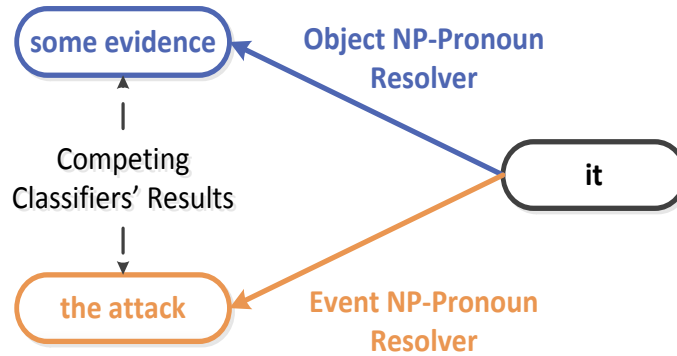 some evidence
Object NP-Pronoun
Resolver
Competing
Classifiers' Results
it
the attack
Event NP-Pronoun
Resolver